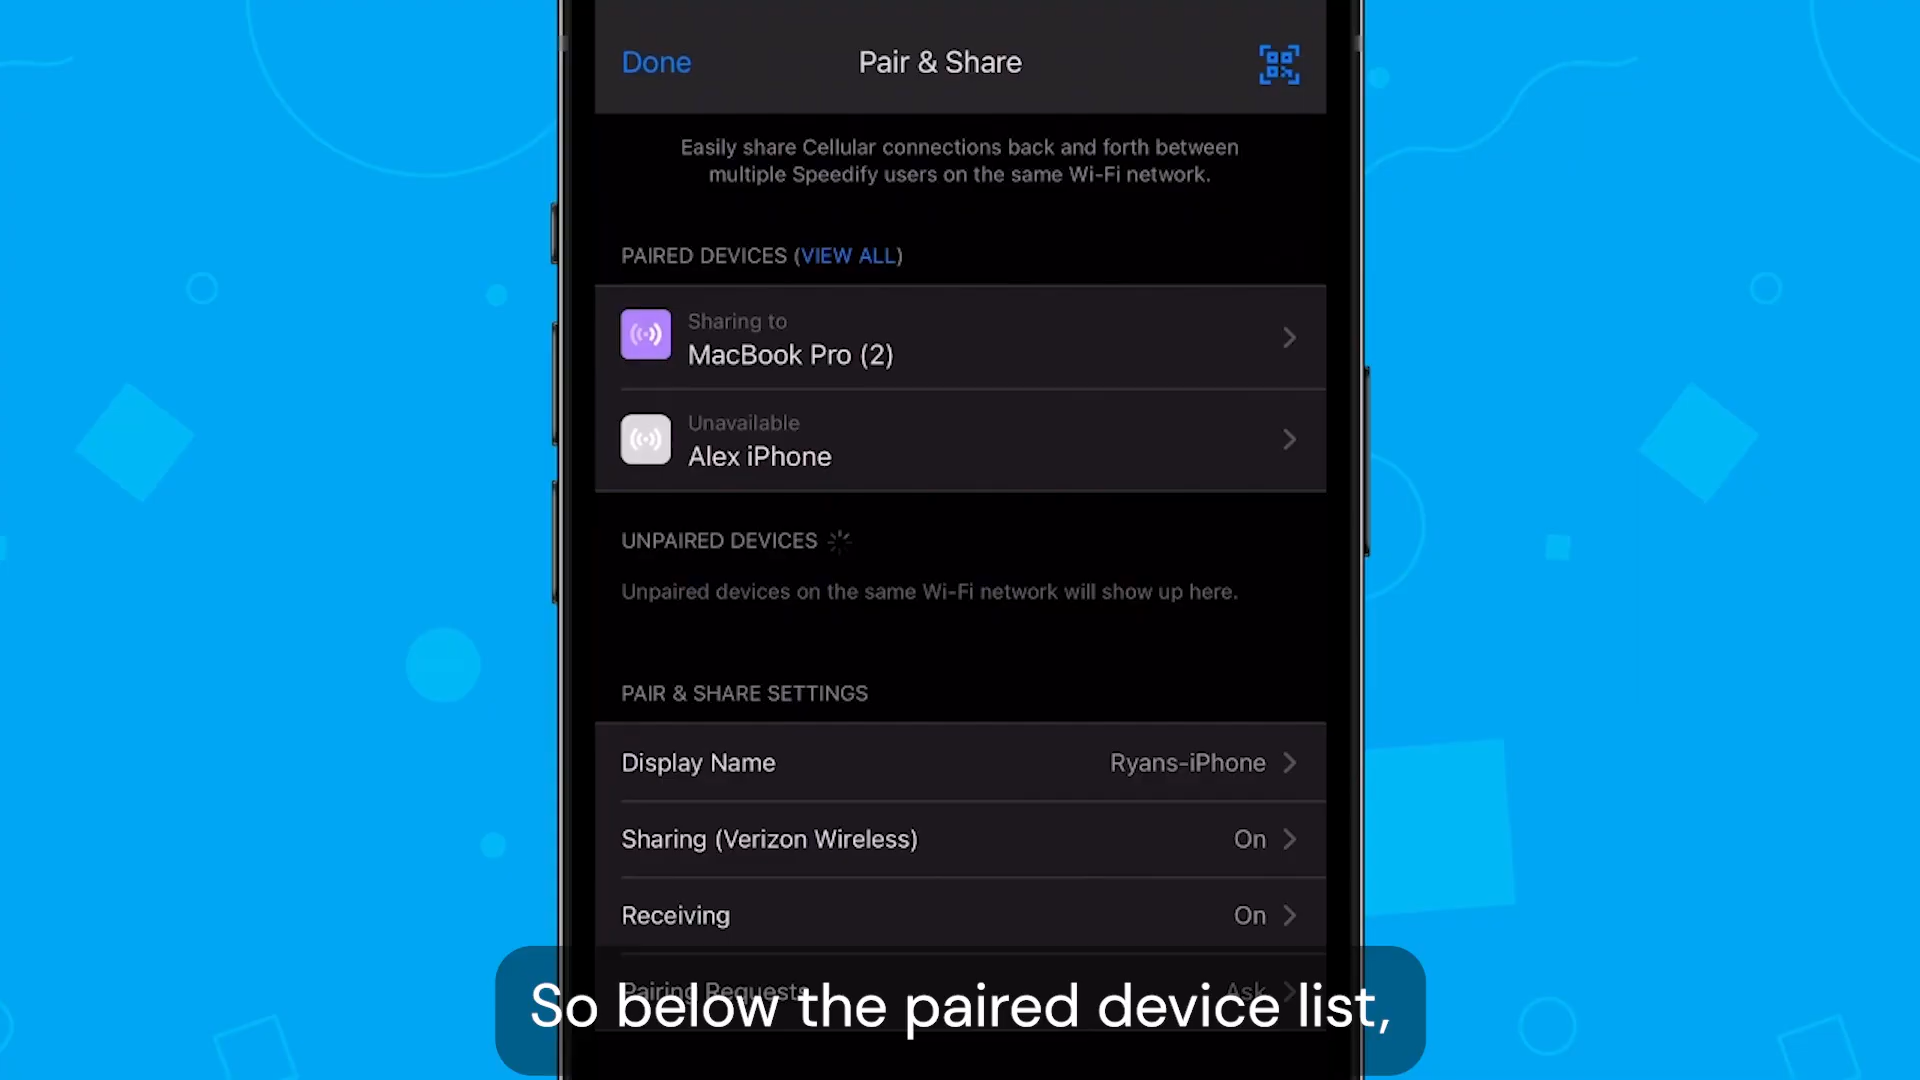 Done
Pair & Share
Easily share Cellular connections back and forth between
multiple Speedify users on the same Wi-Fi network.
PAIRED DEVICES (VIEW ALL)
Sharing to
MacBook Pro (2)
Unavailable
Alex iPhone
UNPAIRED DEVICES
Unpaired devices on the same Wi-Fi network will show up here.
PAIR & SHARE SETTINGS
Display Name Ryans-iPhone
Sharing (Verizon Wireless) On
Receiving On
Pairing Requests Ask
So below the paired device list,